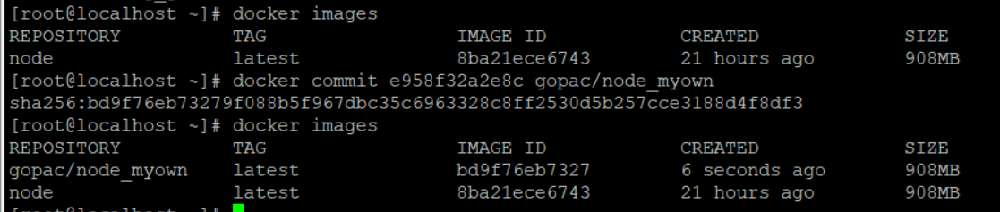 [root@localhost ~]# docker images
REPOSITORY TAG IMAGE ID CREATED SIZE
node latest 8ba21ece6743 21 hours ago 908MB
[root@localhost ~]# docker commit e958f32a2e8c gopac/node_myown
sha256:bd9f76eb73279f088b5f967dbc35c6963328c8ff2530d5b257cce3188d4f8df3
[root@localhost ~]# docker images
REPOSITORY TAG IMAGE ID CREATED SIZE
gopac/node_myown latest bd9f76eb7327 6 seconds ago 908MB
node latest 8ba21ece6743 21 hours ago 908MB
[root@localhost ~]#